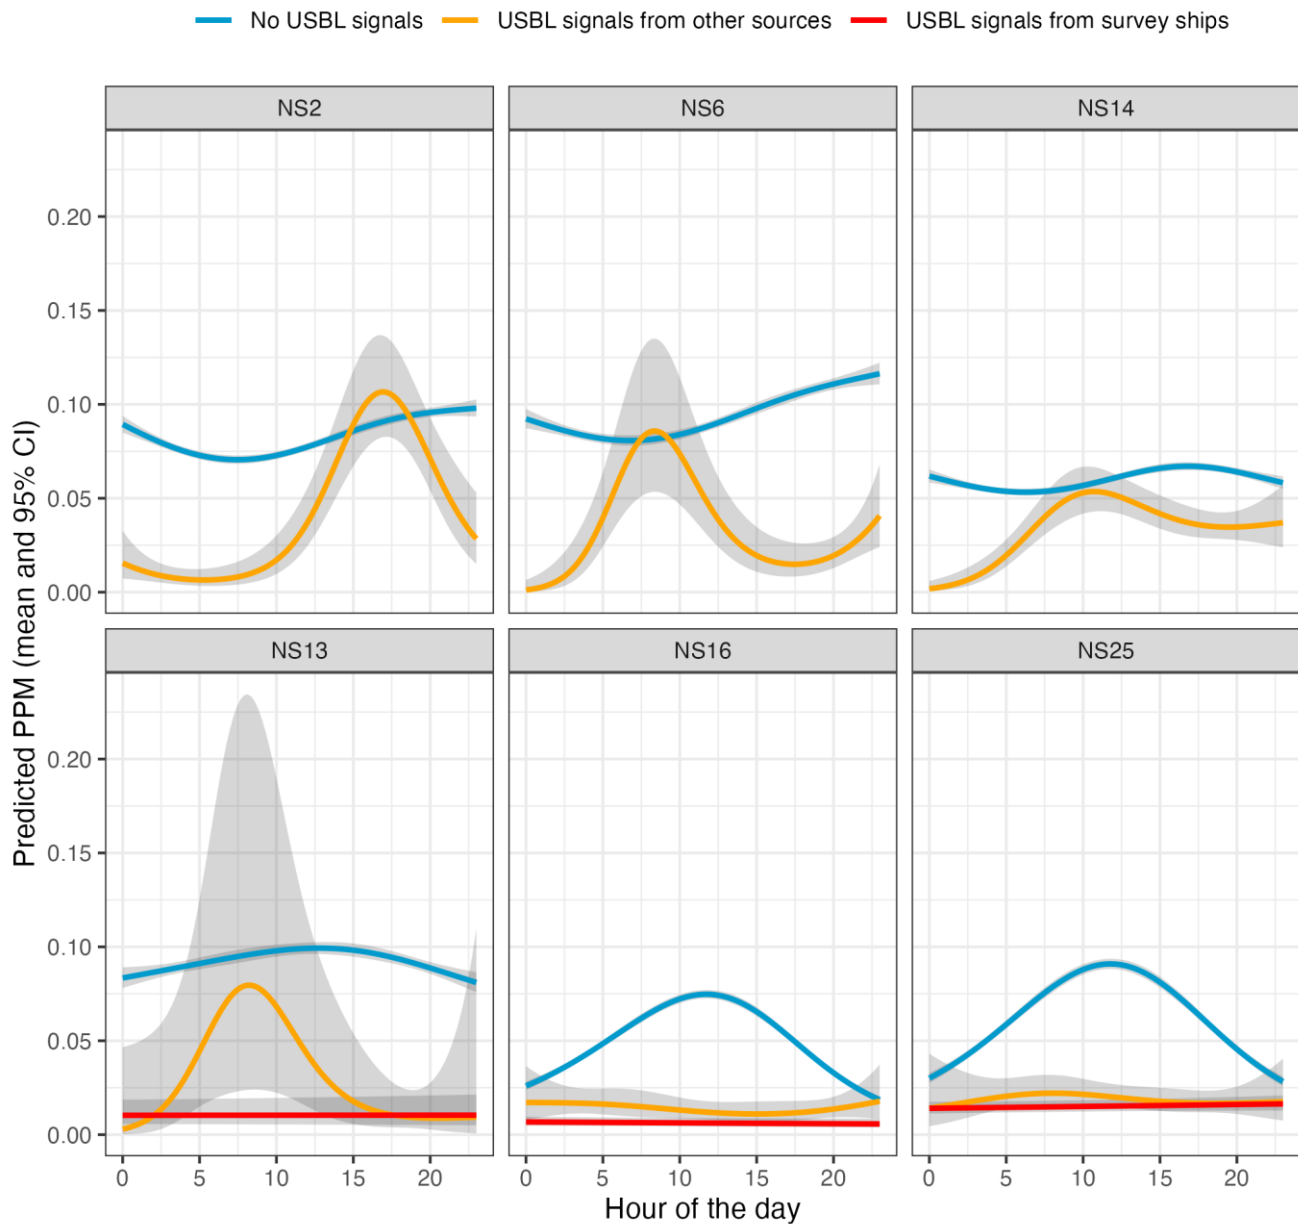 No USBL signals USBL signals from other sources USBL signals from survey ships
NS2 NS6 NS14
0.20
0.15
0.10
0.05
0.00
NS13 NS16 NS25
0.20
0.15
0.10
0.05
0.00
0 5 10 15 20 0 5 10 15 20 0 5 10 15 20
Predicted PPM (mean and 95% CI)
Hour of the day